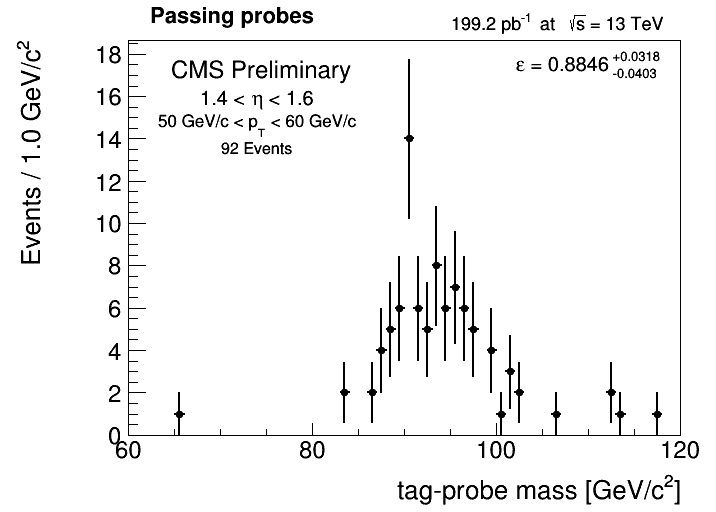 Passing probes
199.2 pb⁻¹ at √s = 13 TeV
CMS Preliminary
1.4 < η < 1.6
50 GeV/c < p_T < 60 GeV/c
92 Events
ε = 0.8846 +0.0318 -0.0403
Events / 1.0 GeV/c²
18
16
14
12
10
8
6
4
2
0
60 80 100 120
tag-probe mass [GeV/c²]